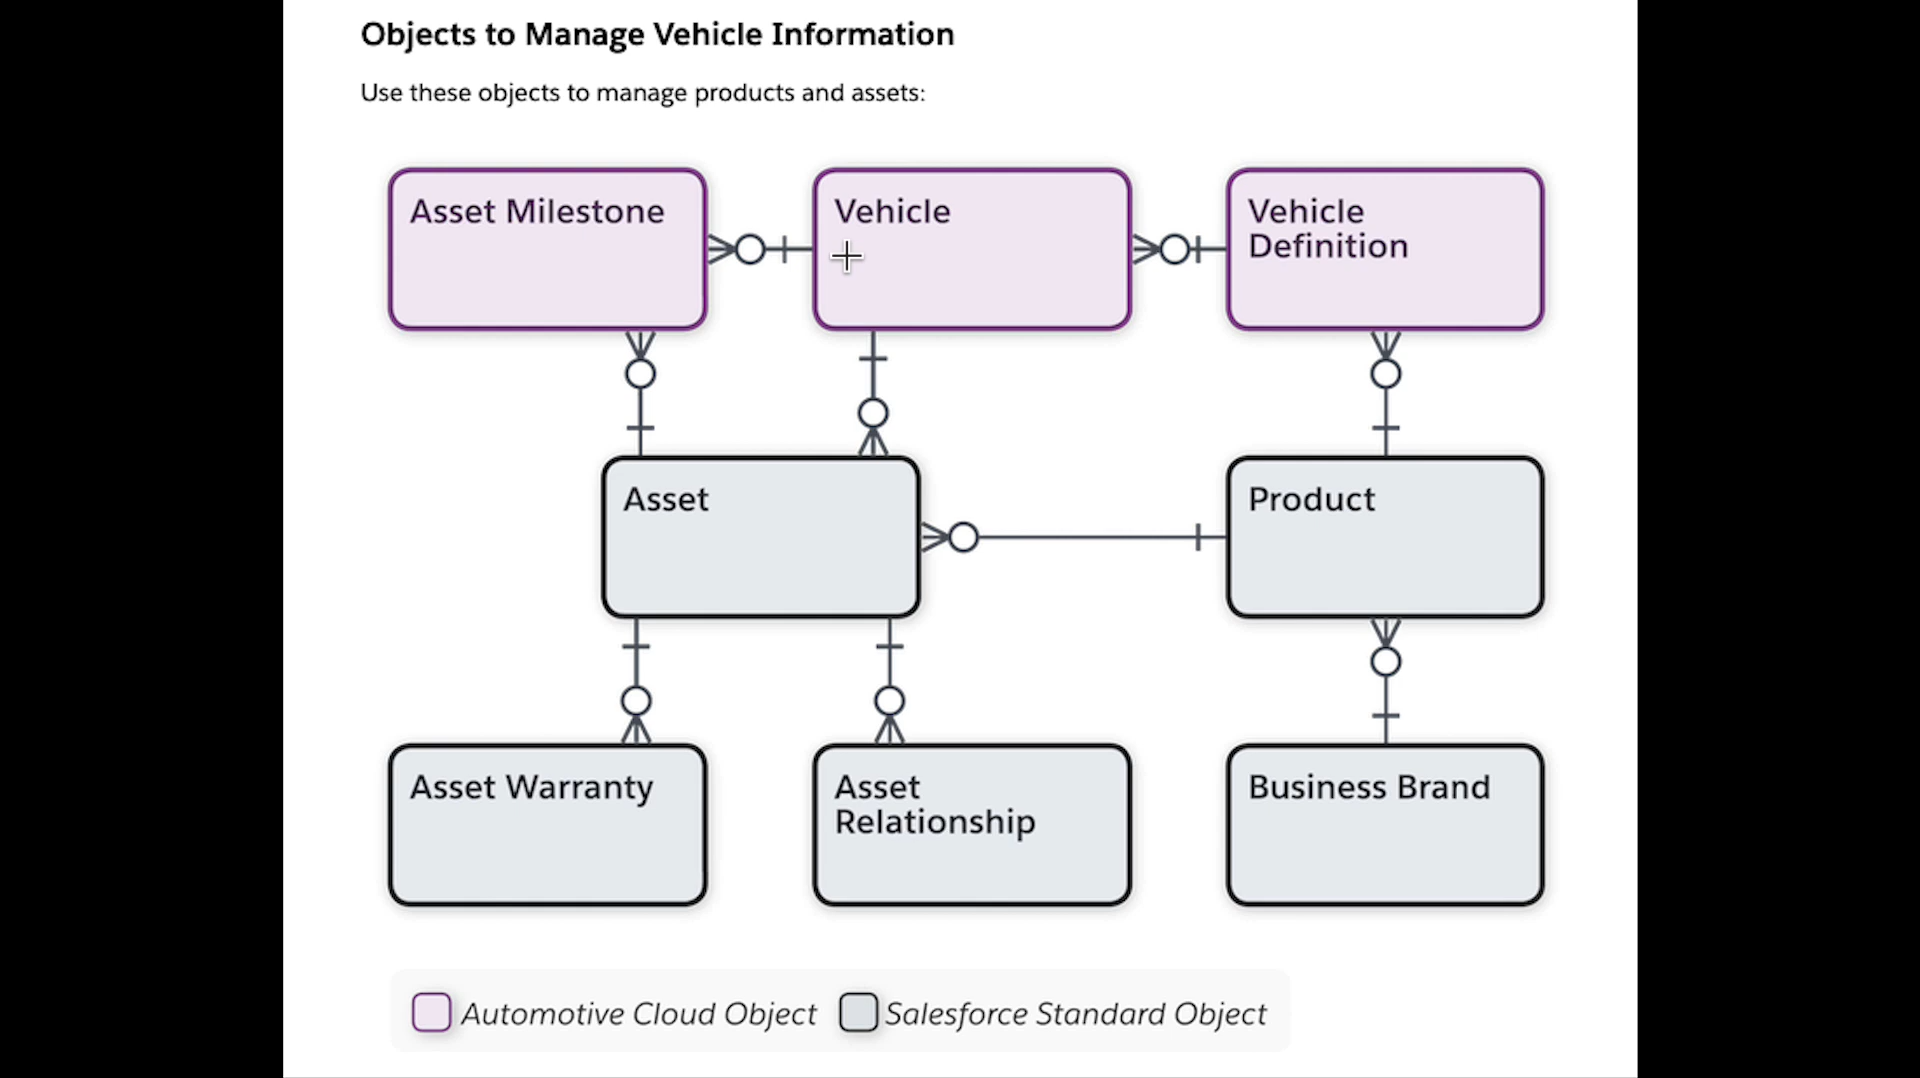 Objects to Manage Vehicle Information
Use these objects to manage products and assets:
Asset Milestone
Vehicle
Vehicle
Definition
Asset
Product
Asset Warranty
Asset
Relationship
Business Brand
Automotive Cloud Object
Salesforce Standard Object